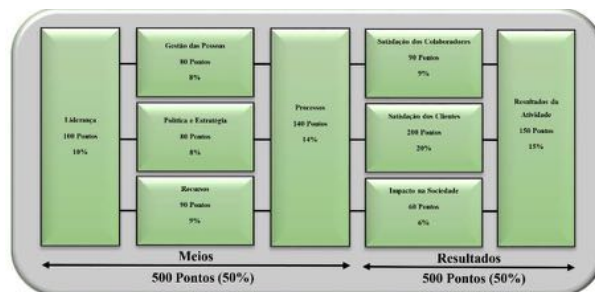 Liderança
100 Pontos
10%
Gestão das Pessoas
80 Pontos
8%
Política e Estratégia
80 Pontos
8%
Recursos
90 Pontos
9%
Processos
140 Pontos
14%
Satisfação dos Colaboradores
90 Pontos
9%
Satisfação dos Clientes
200 Pontos
20%
Impacto na Sociedade
60 Pontos
6%
Resultados da
Atividade
150 Pontos
15%
Meios
500 Pontos (50%)
Resultados
500 Pontos (50%)